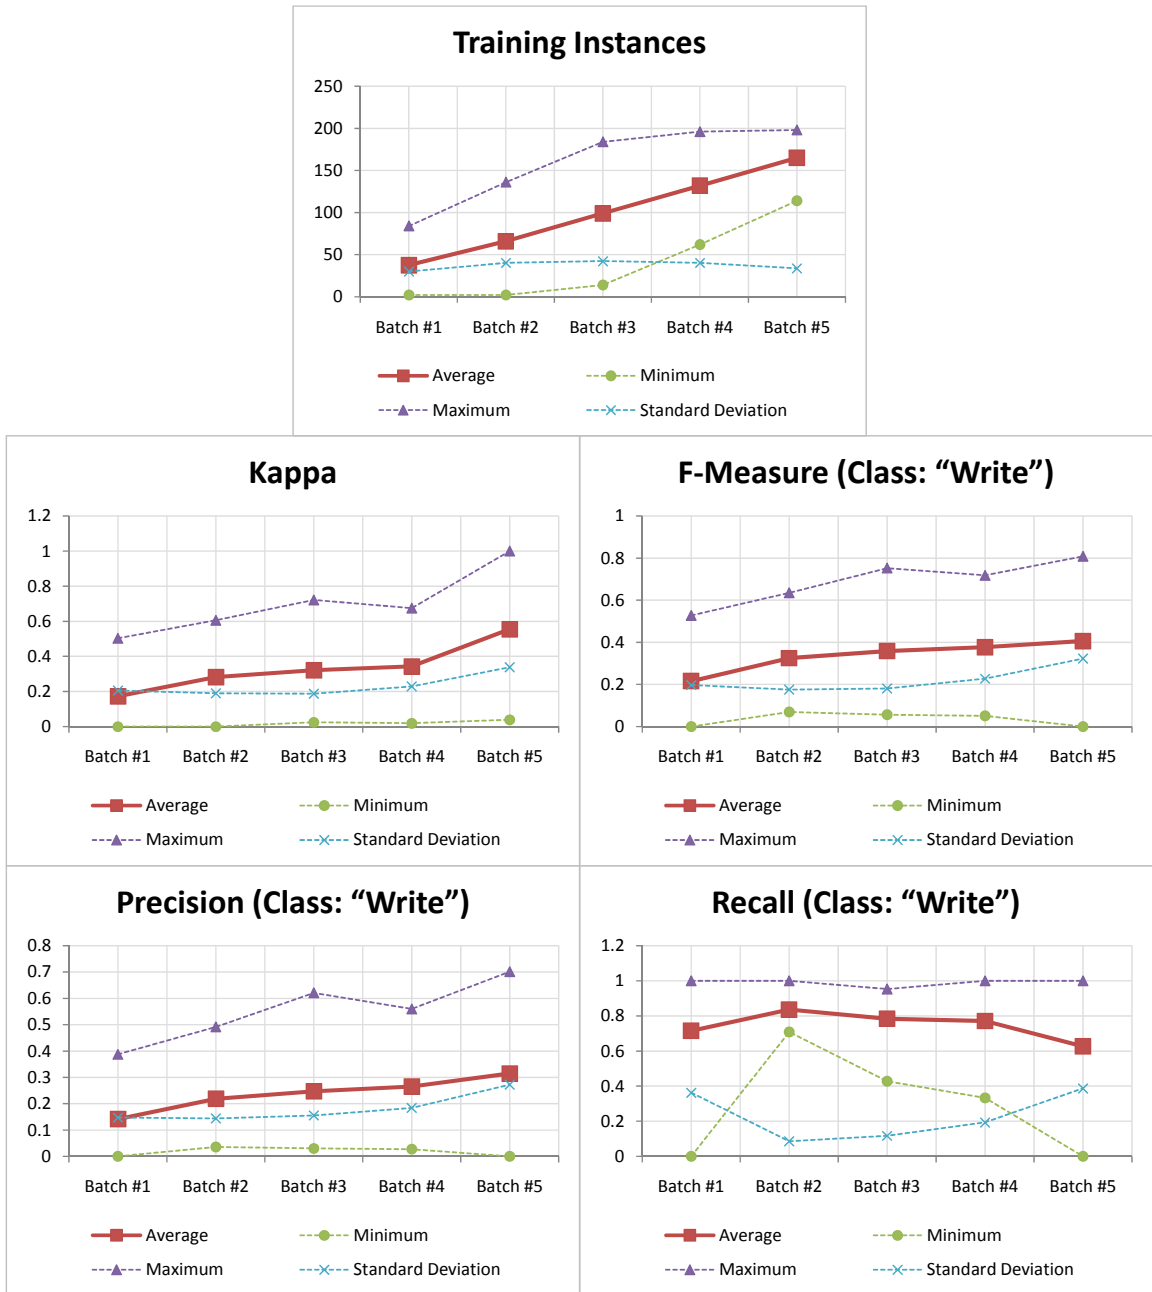 Training Instances
250
200
150
100
50
0
Batch #1 Batch #2 Batch #3 Batch #4 Batch #5
Average Minimum
Maximum Standard Deviation
Kappa
1.2
1
0.8
0.6
0.4
0.2
0
Batch #1 Batch #2 Batch #3 Batch #4 Batch #5
Average Minimum
Maximum Standard Deviation
F-Measure (Class: “Write”)
1
0.8
0.6
0.4
0.2
0
Batch #1 Batch #2 Batch #3 Batch #4 Batch #5
Average Minimum
Maximum Standard Deviation
Precision (Class: “Write”)
0.8
0.7
0.6
0.5
0.4
0.3
0.2
0.1
0
Batch #1 Batch #2 Batch #3 Batch #4 Batch #5
Average Minimum
Maximum Standard Deviation
Recall (Class: “Write”)
1.2
1
0.8
0.6
0.4
0.2
0
Batch #1 Batch #2 Batch #3 Batch #4 Batch #5
Average Minimum
Maximum Standard Deviation